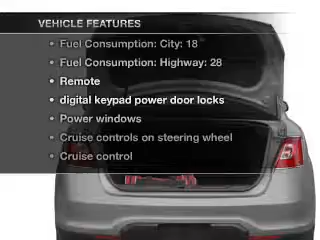 VEHICLE FEATURES
• Fuel Consumption: City: 18
• Fuel Consumption: Highway: 28
• Remote
• digital keypad power door locks
• Power windows
• Cruise controls on steering wheel
• Cruise control